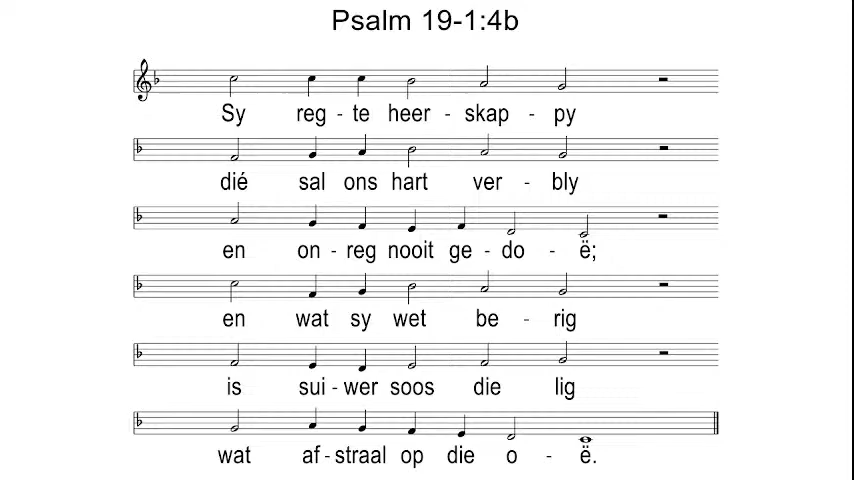 Psalm 19-1:4b
Sy reg - te heer - skap - py
dié sal ons hart ver - bly
en on - reg nooit ge - do - ë;
en wat sy wet be - rig
is sui - wer soos die lig
wat af - straal op die o - ë.